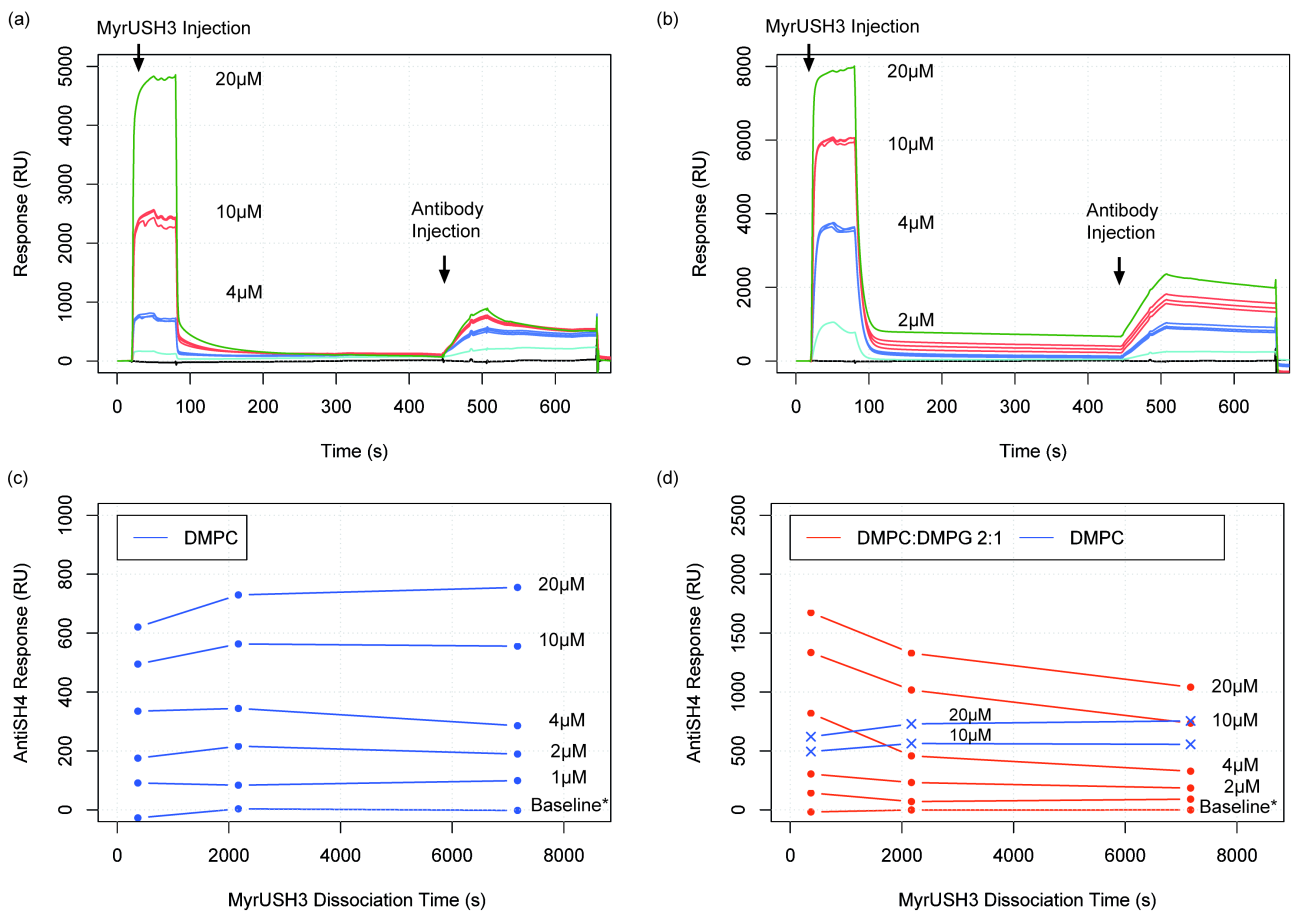 (a)
MyrUSH3 Injection
20µM
10µM
4µM
Antibody
Injection
Response (RU)
0
1000
2000
3000
4000
5000
0
100
200
300
400
500
600
Time (s)
(b)
MyrUSH3 Injection
20µM
10µM
4µM
2µM
Antibody
Injection
Response (RU)
0
2000
4000
6000
8000
0
100
200
300
400
500
600
Time (s)
(c)
DMPC
20µM
10µM
4µM
2µM
1µM
Baseline*
AntiSH4 Response (RU)
0
200
400
600
800
1000
0
2000
4000
6000
8000
MyrUSH3 Dissociation Time (s)
(d)
DMPC:DMPG 2:1
DMPC
20µM
10µM
20µM
10µM
4µM
2µM
Baseline*
AntiSH4 Response (RU)
0
500
1000
1500
2000
2500
0
2000
4000
6000
8000
MyrUSH3 Dissociation Time (s)